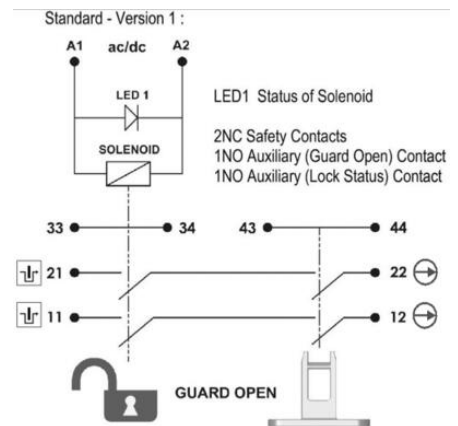 Standard - Version 1 :
A1 ac/dc A2
LED 1
LED1 Status of Solenoid
SOLENOID
2NC Safety Contacts
1NO Auxiliary (Guard Open) Contact
1NO Auxiliary (Lock Status) Contact
33 34 43 44
21 22
11 12
GUARD OPEN